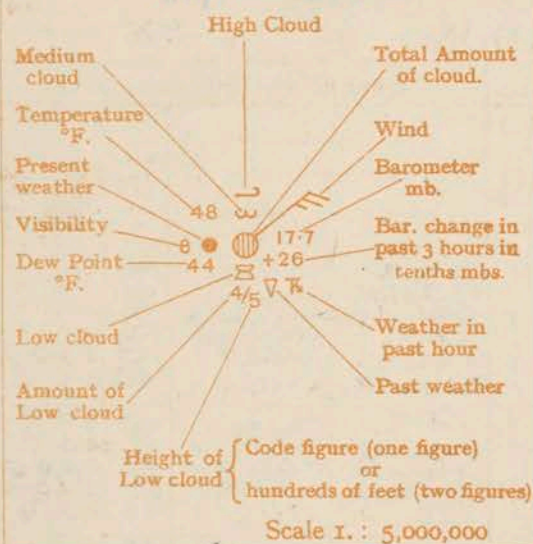 High Cloud
Medium
cloud
Total Amount
of cloud.
Temperature
°F.
Wind
Present
weather
Barometer
mb.
48
Visibility
8
17·7
Bar. change in
past 3 hours in
tenths mbs.
Dew Point
°F.
44
+26
4/5
Low cloud
Weather in
past hour
Amount of
Low cloud
Past weather
Height of
Low cloud
Code figure (one figure)
or
hundreds of feet (two figures)
Scale 1. : 5,000,000